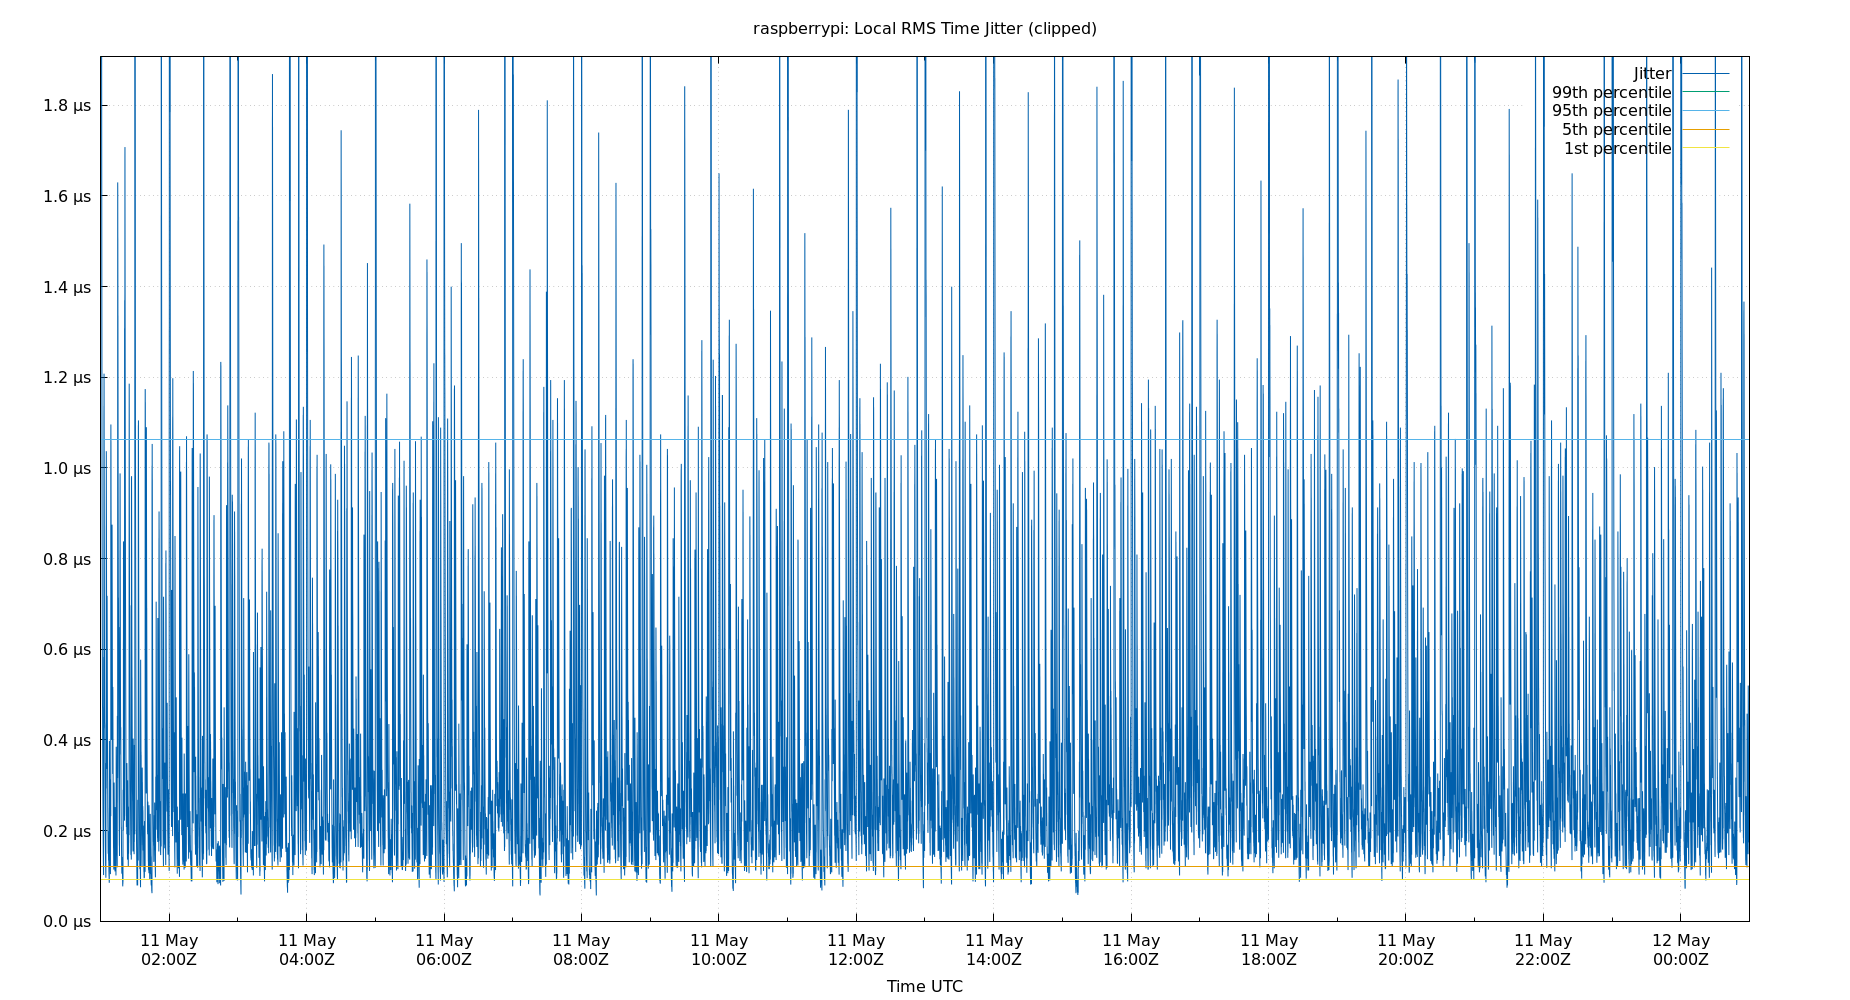 raspberrypi: Local RMS Time Jitter (clipped)
Jitter
99th percentile
95th percentile
5th percentile
1st percentile
1.8 µs
1.6 µs
1.4 µs
1.2 µs
1.0 µs
0.8 µs
0.6 µs
0.4 µs
0.2 µs
0.0 µs
11 May 11 May 11 May 11 May 11 May 11 May 11 May 11 May 11 May 11 May 11 May 12 May
02:00Z 04:00Z 06:00Z 08:00Z 10:00Z 12:00Z 14:00Z 16:00Z 18:00Z 20:00Z 22:00Z 00:00Z
Time UTC